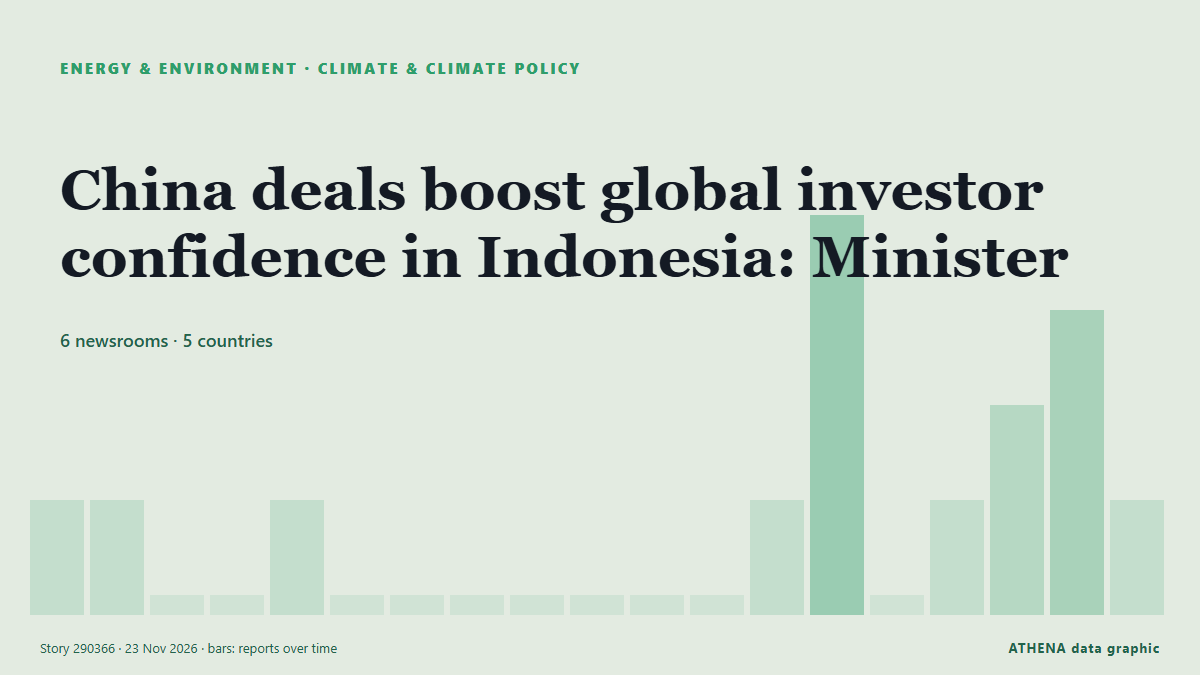 ENERGY & ENVIRONMENT · CLIMATE & CLIMATE POLICY
China deals boost global investor
confidence in Indonesia: Minister
6 newsrooms · 5 countries
Story 290366 · 23 Nov 2026 · bars: reports over time
ATHENA data graphic